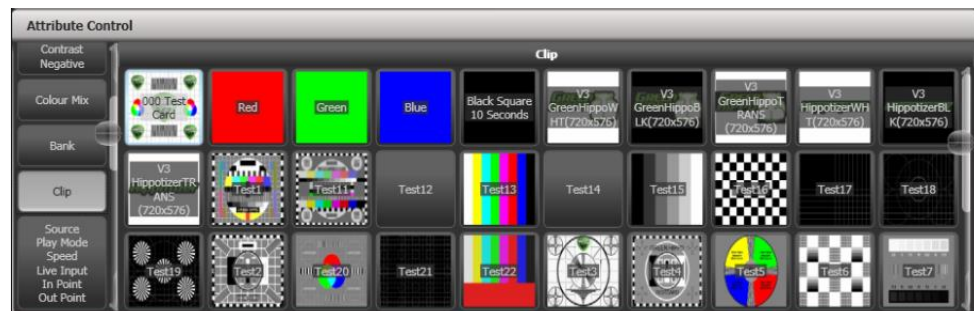 Attribute Control
Contrast
Negative
Colour Mix
Bank
Clip
Source
Play Mode
Speed
Live Input
In Point
Out Point
Clip
000 Test
Card
Red
Green
Blue
Black Square
10 Seconds
V3
GreenHippoW
HT(720x576)
V3
GreenHippoB
LK(720x576)
V3
GreenHippoT
RANS
(720x576)
V3
HippotizerWH
T(720x576)
V3
HippotizerBL
K(720x576)
V3
HippotizerTR
ANS
(720x576)
Test1
Test11
Test12
Test13
Test14
Test15
Test16
Test17
Test18
Test19
Test2
Test20
Test21
Test22
Test3
Test4
Test5
Test6
Test7